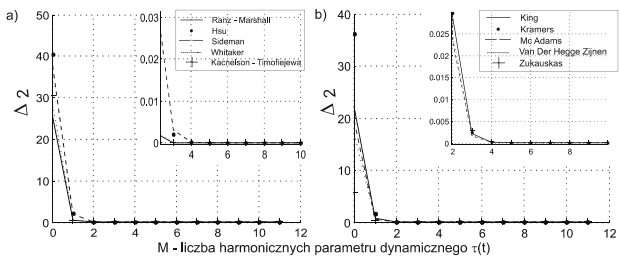 a)
Δ 2
50
40
30
20
10
0
0 2 4 6 8 10 12
0.03
0.02
0.01
0
4 6 8 10
Ranz - Marshall
Hsu
Sideman
Whitaker
Kacnelson - Timofiejewa
b)
Δ 2
40
30
20
10
0
0 2 4 6 8 10 12
0.025
0.02
0.015
0.01
0.005
0
2 4 6 8
King
Kramers
Mc Adams
Van Der Hegge Zijnen
Zukauskas
M - liczba harmonicznych parametru dynamicznego τ(t)